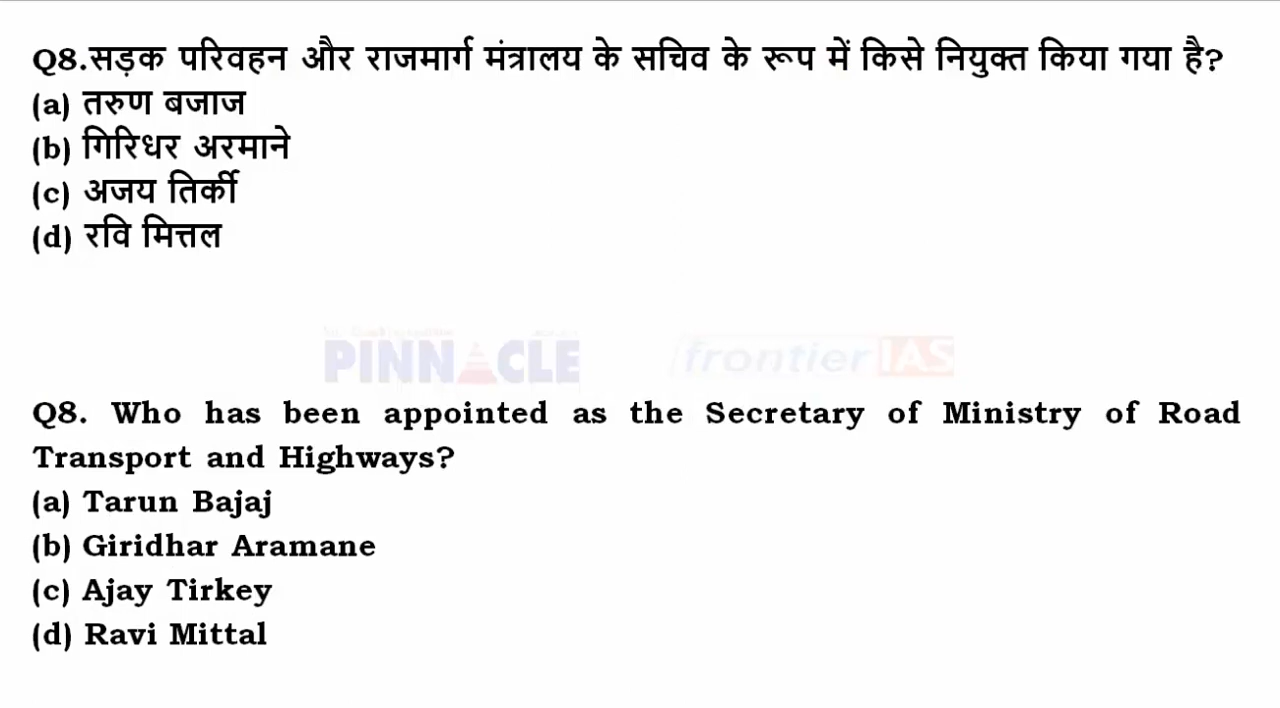 Q8.सड़क परिवहन और राजमार्ग मंत्रालय के सचिव के रूप में किसे नियुक्त किया गया है?
(a) तरुण बजाज
(b) गिरिधर अरमाने
(c) अजय तिर्की
(d) रवि मित्तल
PINNACLE frontier IAS
Q8. Who has been appointed as the Secretary of Ministry of Road
Transport and Highways?
(a) Tarun Bajaj
(b) Giridhar Aramane
(c) Ajay Tirkey
(d) Ravi Mittal